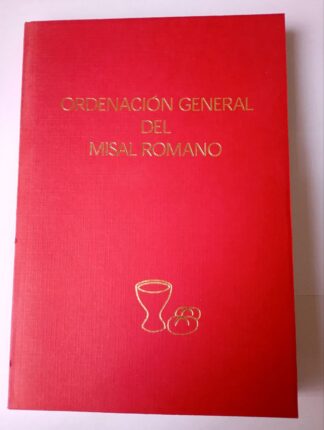 ORDENACIÓN GENERAL
DEL
MISAL ROMANO